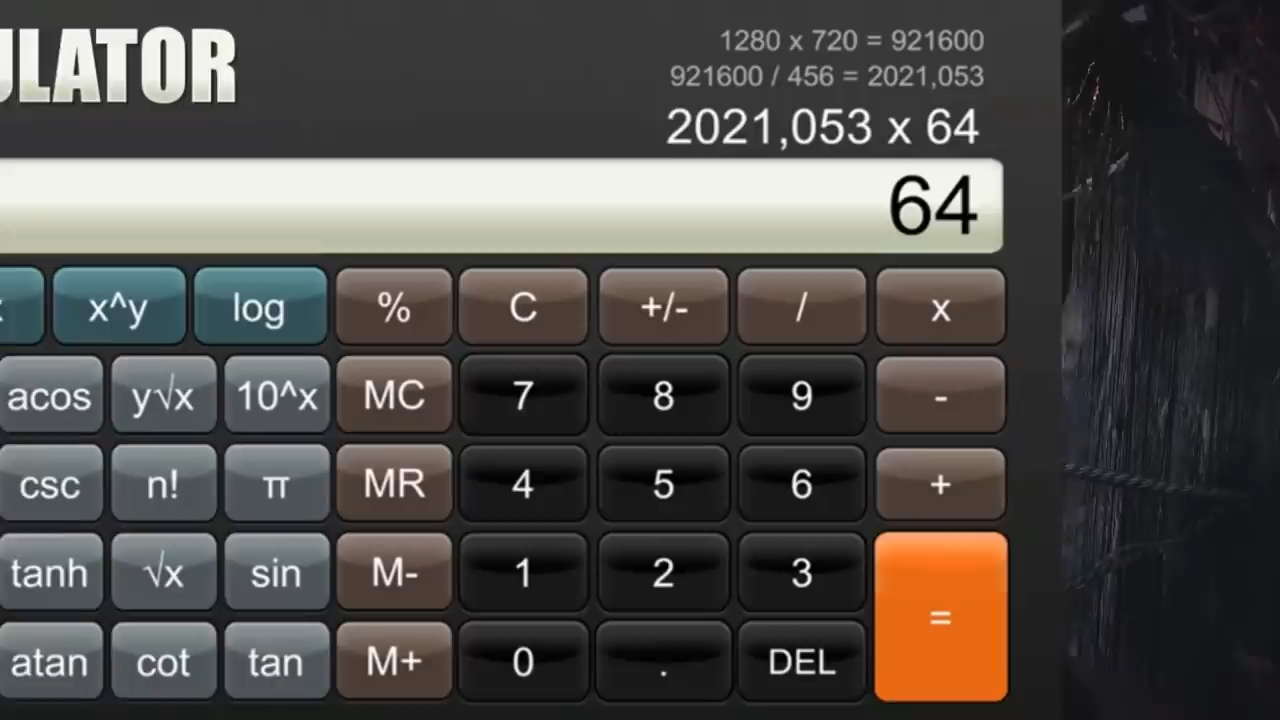 ULATOR
1280 x 720 = 921600
921600 / 456 = 2021,053
2021,053 x 64
64
x^y log % C +/- / x
acos y√x 10^x MC 7 8 9 -
csc n! π MR 4 5 6 +
tanh √x sin M- 1 2 3 =
atan cot tan M+ 0 . DEL